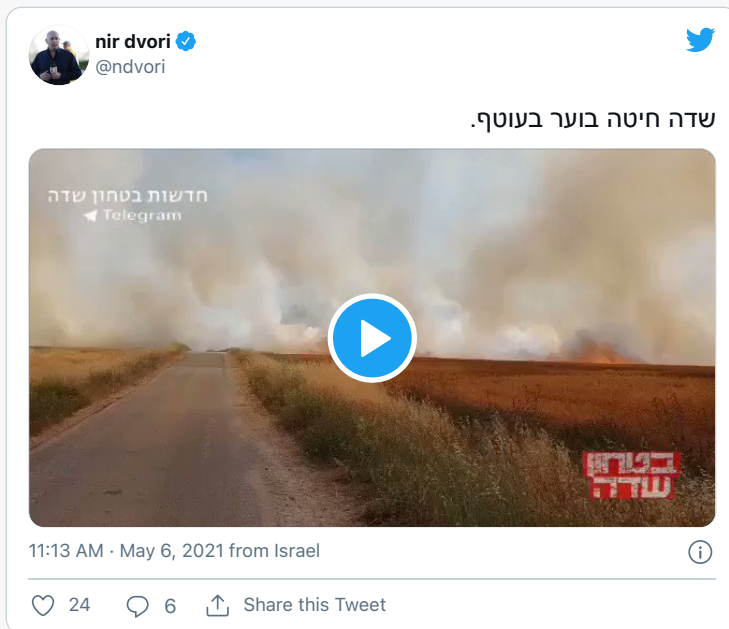 nir dvori
@ndvori
שדה חיטה בוער בעוטף.
חדשות בטחון שדה
Telegram
בטחון
שדה
11:13 AM · May 6, 2021 from Israel
24 6 Share this Tweet